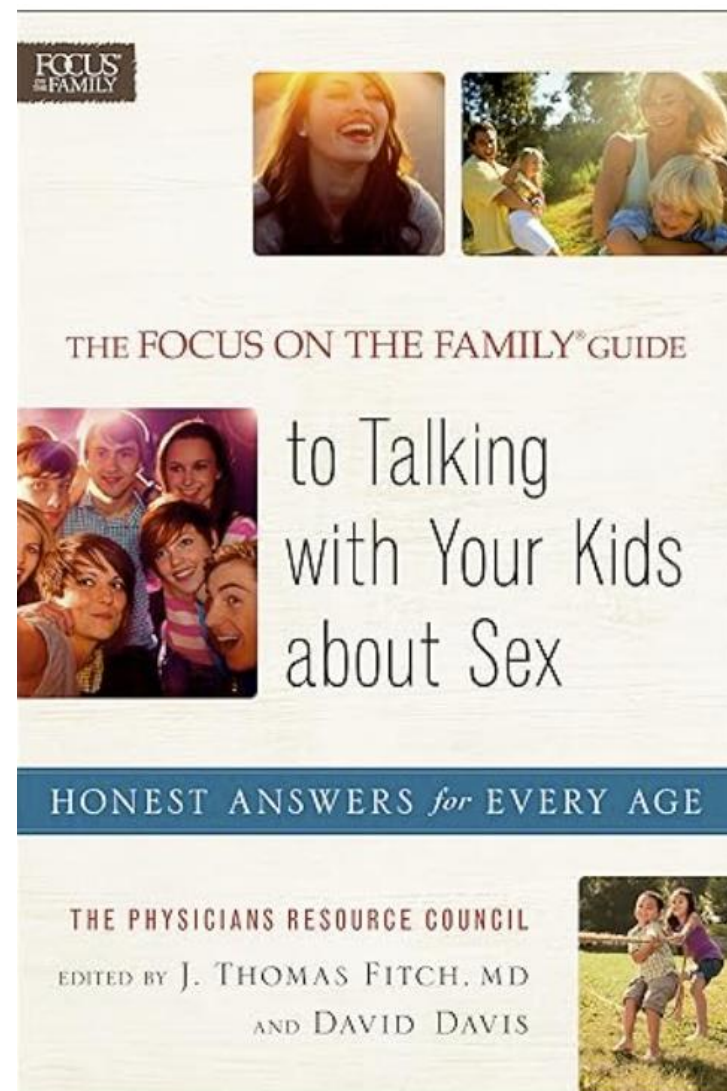 FOCUS
ON THE
FAMILY
THE FOCUS ON THE FAMILY® GUIDE
to Talking
with Your Kids
about Sex
HONEST ANSWERS for EVERY AGE
THE PHYSICIANS RESOURCE COUNCIL
EDITED BY J. THOMAS FITCH, MD
AND DAVID DAVIS